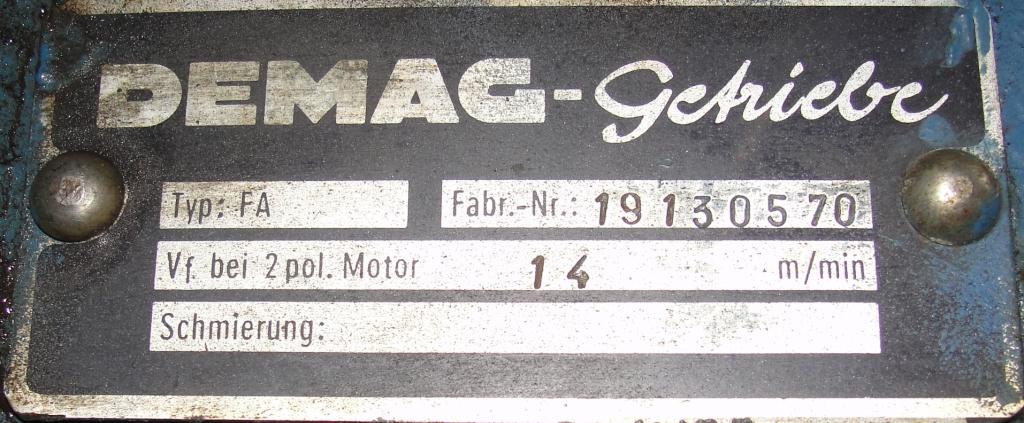 DEMAG-Getriebe
Typ: FA Fabr.-Nr.: 19130570
Vf. bei 2 pol. Motor 14 m/min
Schmierung: